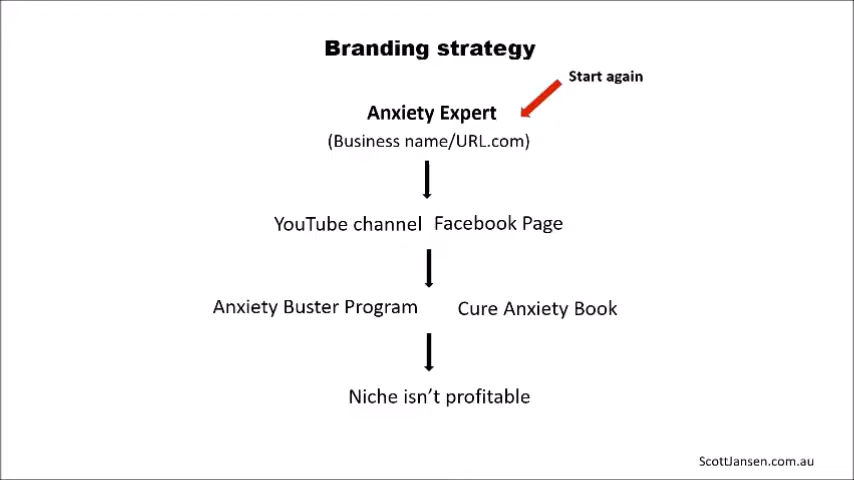 Branding strategy
Start again
Anxiety Expert
(Business name/URL.com)
YouTube channel Facebook Page
Anxiety Buster Program Cure Anxiety Book
Niche isn’t profitable
ScottJansen.com.au